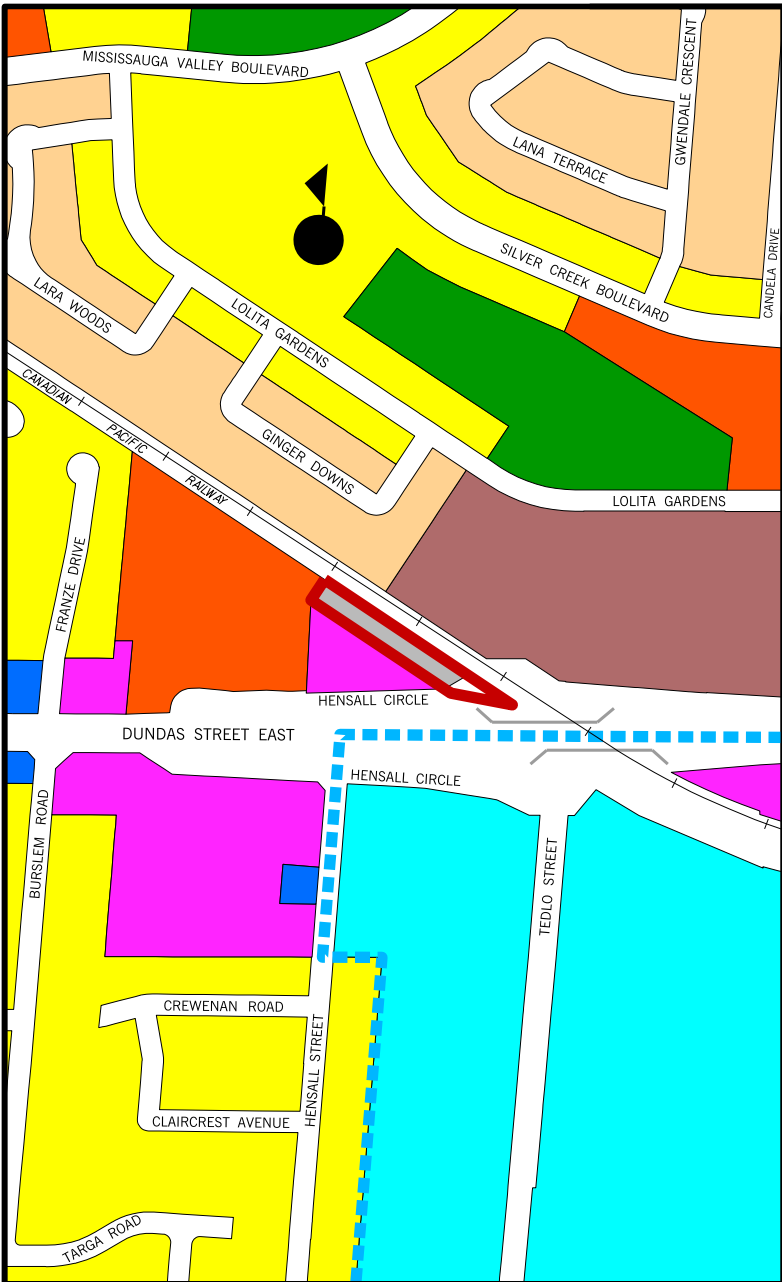 MISSISSAUGA VALLEY BOULEVARD
GWENDALE CRESCENT
LANA TERRACE
CANDELA DRIVE
SILVER CREEK BOULEVARD
LARA WOODS
LOLITA GARDENS
CANADIAN PACIFIC RAILWAY
GINGER DOWNS
LOLITA GARDENS
FRANZE DRIVE
HENSALL CIRCLE
DUNDAS STREET EAST
HENSALL CIRCLE
BURSLEM ROAD
TEDLO STREET
CREWENAN ROAD
HENSALL STREET
CLAIRCREST AVENUE
TARGA ROAD